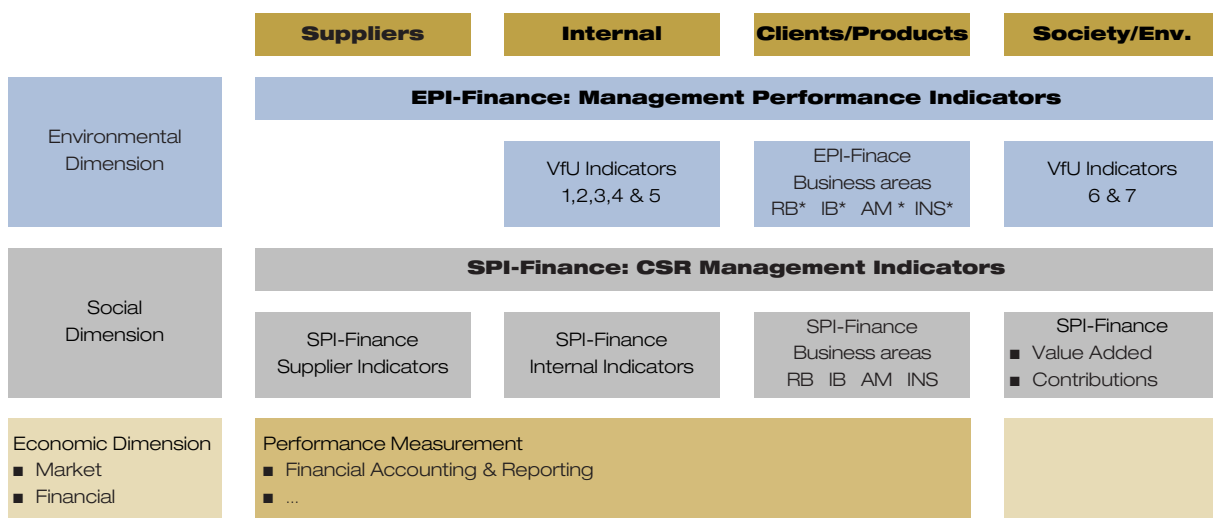 Suppliers
Internal
Clients/Products
Society/Env.
Environmental
Dimension
EPI-Finance: Management Performance Indicators
VfU Indicators
1,2,3,4 & 5
EPI-Finace
Business areas
RB* IB* AM * INS*
VfU Indicators
6 & 7
Social
Dimension
SPI-Finance: CSR Management Indicators
SPI-Finance
Supplier Indicators
SPI-Finance
Internal Indicators
SPI-Finance
Business areas
RB IB AM INS
SPI-Finance
■ Value Added
■ Contributions
Economic Dimension
■ Market
■ Financial
Performance Measurement
■ Financial Accounting & Reporting
■ ...